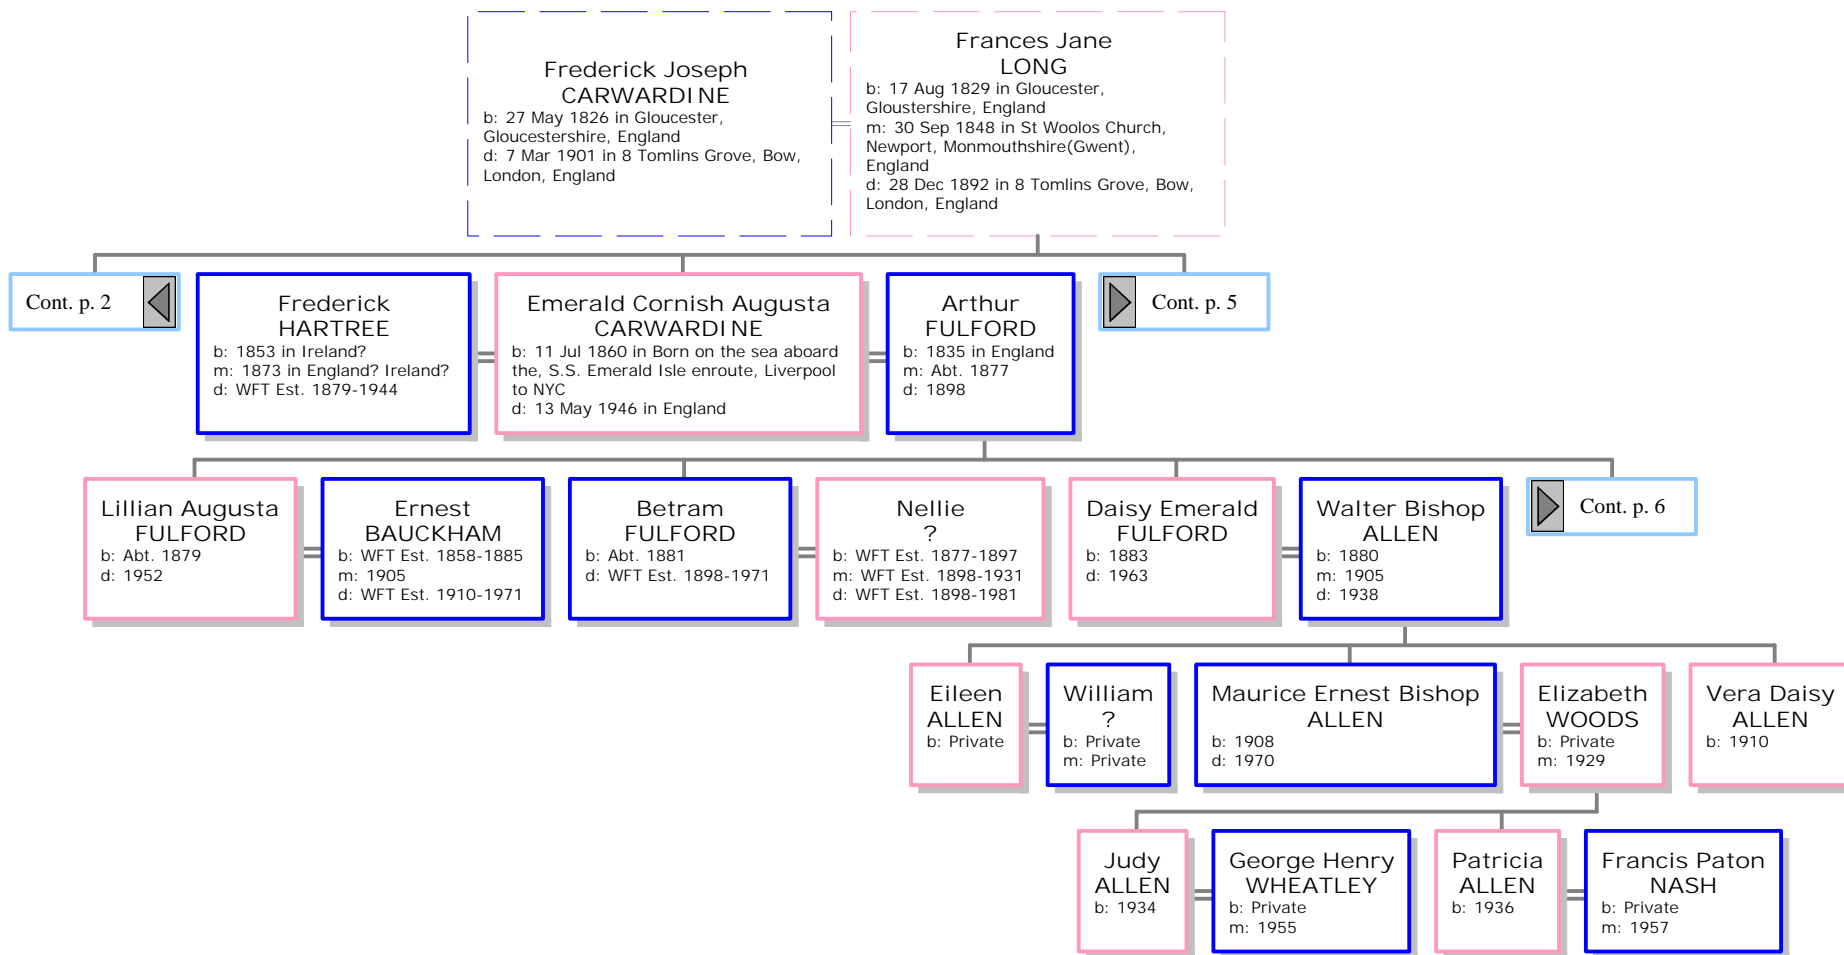 Frederick Joseph
CARWARDINE
b: 27 May 1826 in Gloucester,
Gloucestershire, England
d: 7 Mar 1901 in 8 Tomlins Grove, Bow,
London, England
Frances Jane
LONG
b: 17 Aug 1829 in Gloucester,
Gloustershire, England
m: 30 Sep 1848 in St Woolos Church,
Newport, Monmouthshire(Gwent),
England
d: 28 Dec 1892 in 8 Tomlins Grove, Bow,
London, England
Cont. p. 2
Frederick
HARTREE
b: 1853 in Ireland?
m: 1873 in England? Ireland?
d: WFT Est. 1879-1944
Emerald Cornish Augusta
CARWARDINE
b: 11 Jul 1860 in Born on the sea aboard
the, S.S. Emerald Isle enroute, Liverpool
to NYC
d: 13 May 1946 in England
Arthur
FULFORD
b: 1835 in England
m: Abt. 1877
d: 1898
Cont. p. 5
Lillian Augusta
FULFORD
b: Abt. 1879
d: 1952
Ernest
BAUCKHAM
b: WFT Est. 1858-1885
m: 1905
d: WFT Est. 1910-1971
Betram
FULFORD
b: Abt. 1881
d: WFT Est. 1898-1971
Nellie
?
b: WFT Est. 1877-1897
m: WFT Est. 1898-1931
d: WFT Est. 1898-1981
Daisy Emerald
FULFORD
b: 1883
d: 1963
Walter Bishop
ALLEN
b: 1880
m: 1905
d: 1938
Cont. p. 6
Eileen
ALLEN
b: Private
William
?
b: Private
m: Private
Maurice Ernest Bishop
ALLEN
b: 1908
d: 1970
Elizabeth
WOODS
b: Private
m: 1929
Vera Daisy
ALLEN
b: 1910
Judy
ALLEN
b: 1934
George Henry
WHEATLEY
b: Private
m: 1955
Patricia
ALLEN
b: 1936
Francis Paton
NASH
b: Private
m: 1957